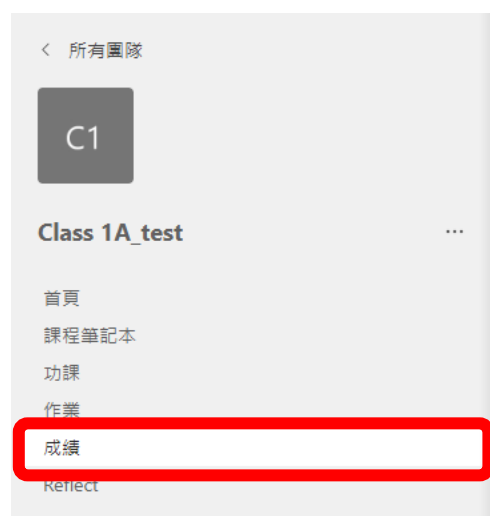 < 所有團隊
C1
Class 1A_test
...
首頁
課程筆記本
功課
作業
成績
Reflect